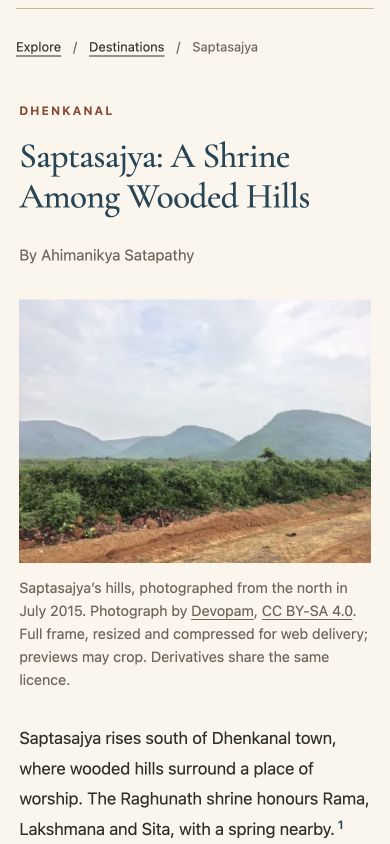 Explore / Destinations / Saptasajya
DHENKANAL
Saptasajya: A Shrine
Among Wooded Hills
By Ahimanikya Satapathy
Saptasajya’s hills, photographed from the north in
July 2015. Photograph by Devopam, CC BY-SA 4.0.
Full frame, resized and compressed for web delivery;
previews may crop. Derivatives share the same
licence.
Saptasajya rises south of Dhenkanal town,
where wooded hills surround a place of
worship. The Raghunath shrine honours Rama,
Lakshmana and Sita, with a spring nearby. 1